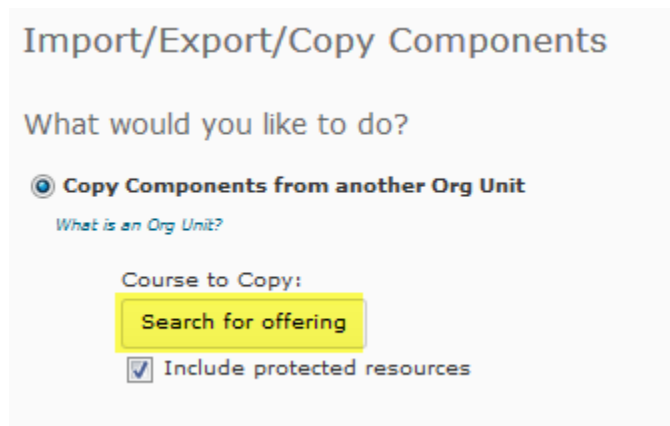 Import/Export/Copy Components
What would you like to do?
Copy Components from another Org Unit
What is an Org Unit?
Course to Copy:
Search for offering
Include protected resources